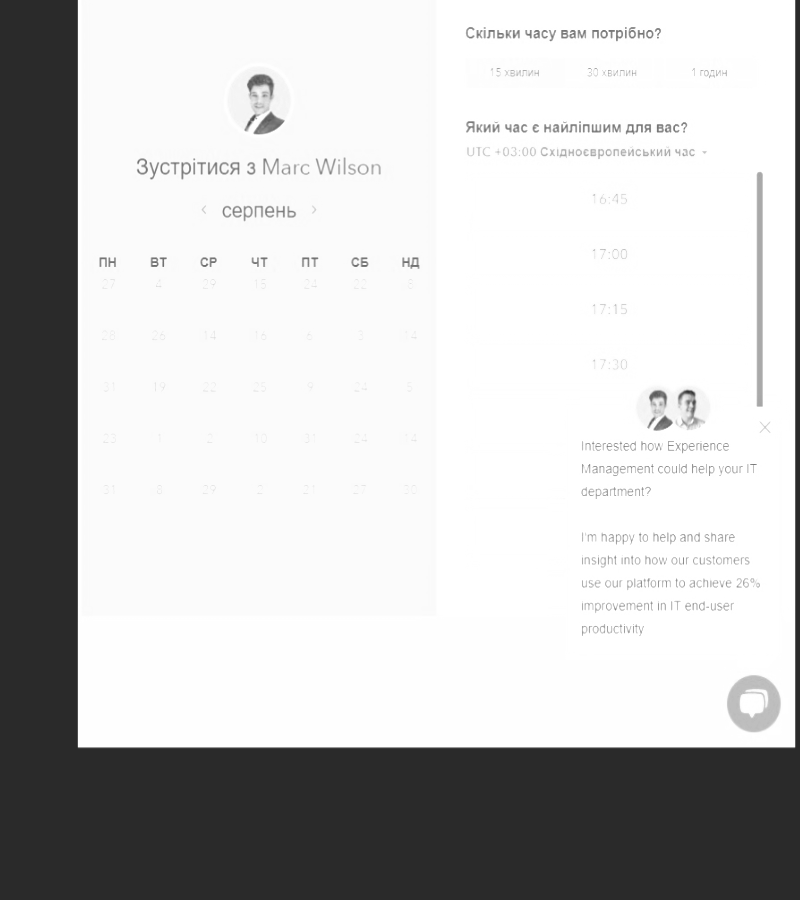 Зустрітися з Marc Wilson
серпень
ПН ВТ СР ЧТ ПТ СБ НД
27 4 29 15 24 22
28 26 14 16 6 14
31 19 22 25 9 24
23 1 2 10 31 24 14
31 8 29 2 21 27 30
Скільки часу вам потрібно?
15 хвилин 30 хвилин 1 годин
Який час є найліпшим для вас?
UTC +03:00 Східноєвропейський час
16:45
17:00
17:15
17:30
Interested how Experience
Management could help your IT
department?
I'm happy to help and share
insight into how our customers
use our platform to achieve 26%
improvement in IT end-user
productivity